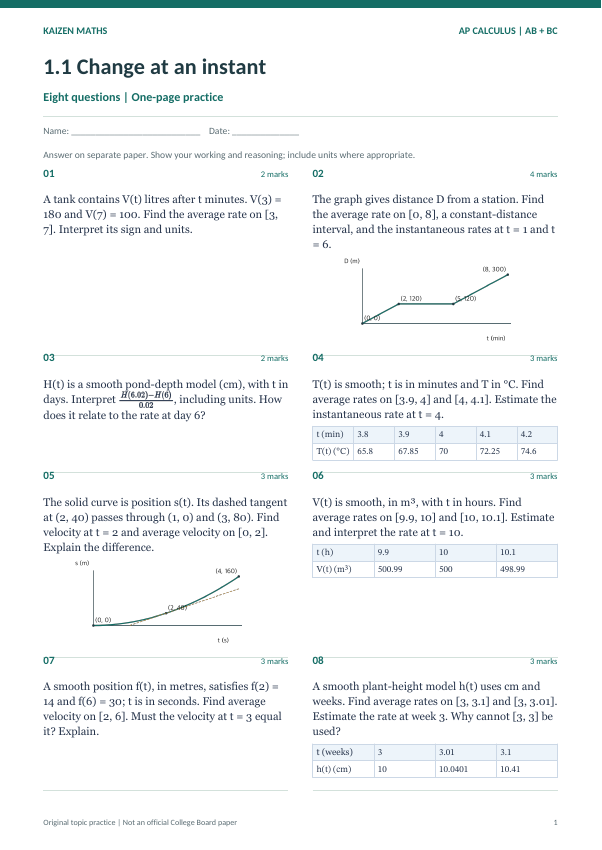 KAIZEN MATHS
AP CALCULUS | AB + BC
1.1 Change at an instant
Eight questions | One-page practice
Name: ______________________________ Date: _______________
Answer on separate paper. Show your working and reasoning; include units where appropriate.
01 2 marks
A tank contains V(t) litres after t minutes. V(3) =
180 and V(7) = 100. Find the average rate on [3,
7]. Interpret its sign and units.
02 4 marks
The graph gives distance D from a station. Find
the average rate on [0, 8], a constant-distance
interval, and the instantaneous rates at t = 1 and t
= 6.
D (m)
(8, 300)
(2, 120) (5, 120)
(0, 0)
t (min)
03 2 marks
H(t) is a smooth pond-depth model (cm), with t in
days. Interpret \frac{H(6.02)−H(6)}{0.02}, including units. How
does it relate to the rate at day 6?
04 3 marks
T(t) is smooth; t is in minutes and T in °C. Find
average rates on [3.9, 4] and [4, 4.1]. Estimate the
instantaneous rate at t = 4.
t (min) 3.8 3.9 4 4.1 4.2
T(t) (°C) 65.8 67.85 70 72.25 74.6
05 3 marks
The solid curve is position s(t). Its dashed tangent
at (2, 40) passes through (1, 0) and (3, 80). Find
velocity at t = 2 and average velocity on [0, 2].
Explain the difference.
s (m)
(4, 160)
(2, 40)
(0, 0)
t (s)
06 3 marks
V(t) is smooth, in m³, with t in hours. Find
average rates on [9.9, 10] and [10, 10.1]. Estimate
and interpret the rate at t = 10.
t (h) 9.9 10 10.1
V(t) (m³) 500.99 500 498.99
07 3 marks
A smooth position f(t), in metres, satisfies f(2) =
14 and f(6) = 30; t is in seconds. Find average
velocity on [2, 6]. Must the velocity at t = 3 equal
it? Explain.
08 3 marks
A smooth plant-height model h(t) uses cm and
weeks. Find average rates on [3, 3.1] and [3, 3.01].
Estimate the rate at week 3. Why cannot [3, 3] be
used?
t (weeks) 3 3.01 3.1
h(t) (cm) 10 10.0401 10.41
Original topic practice | Not an official College Board paper
1